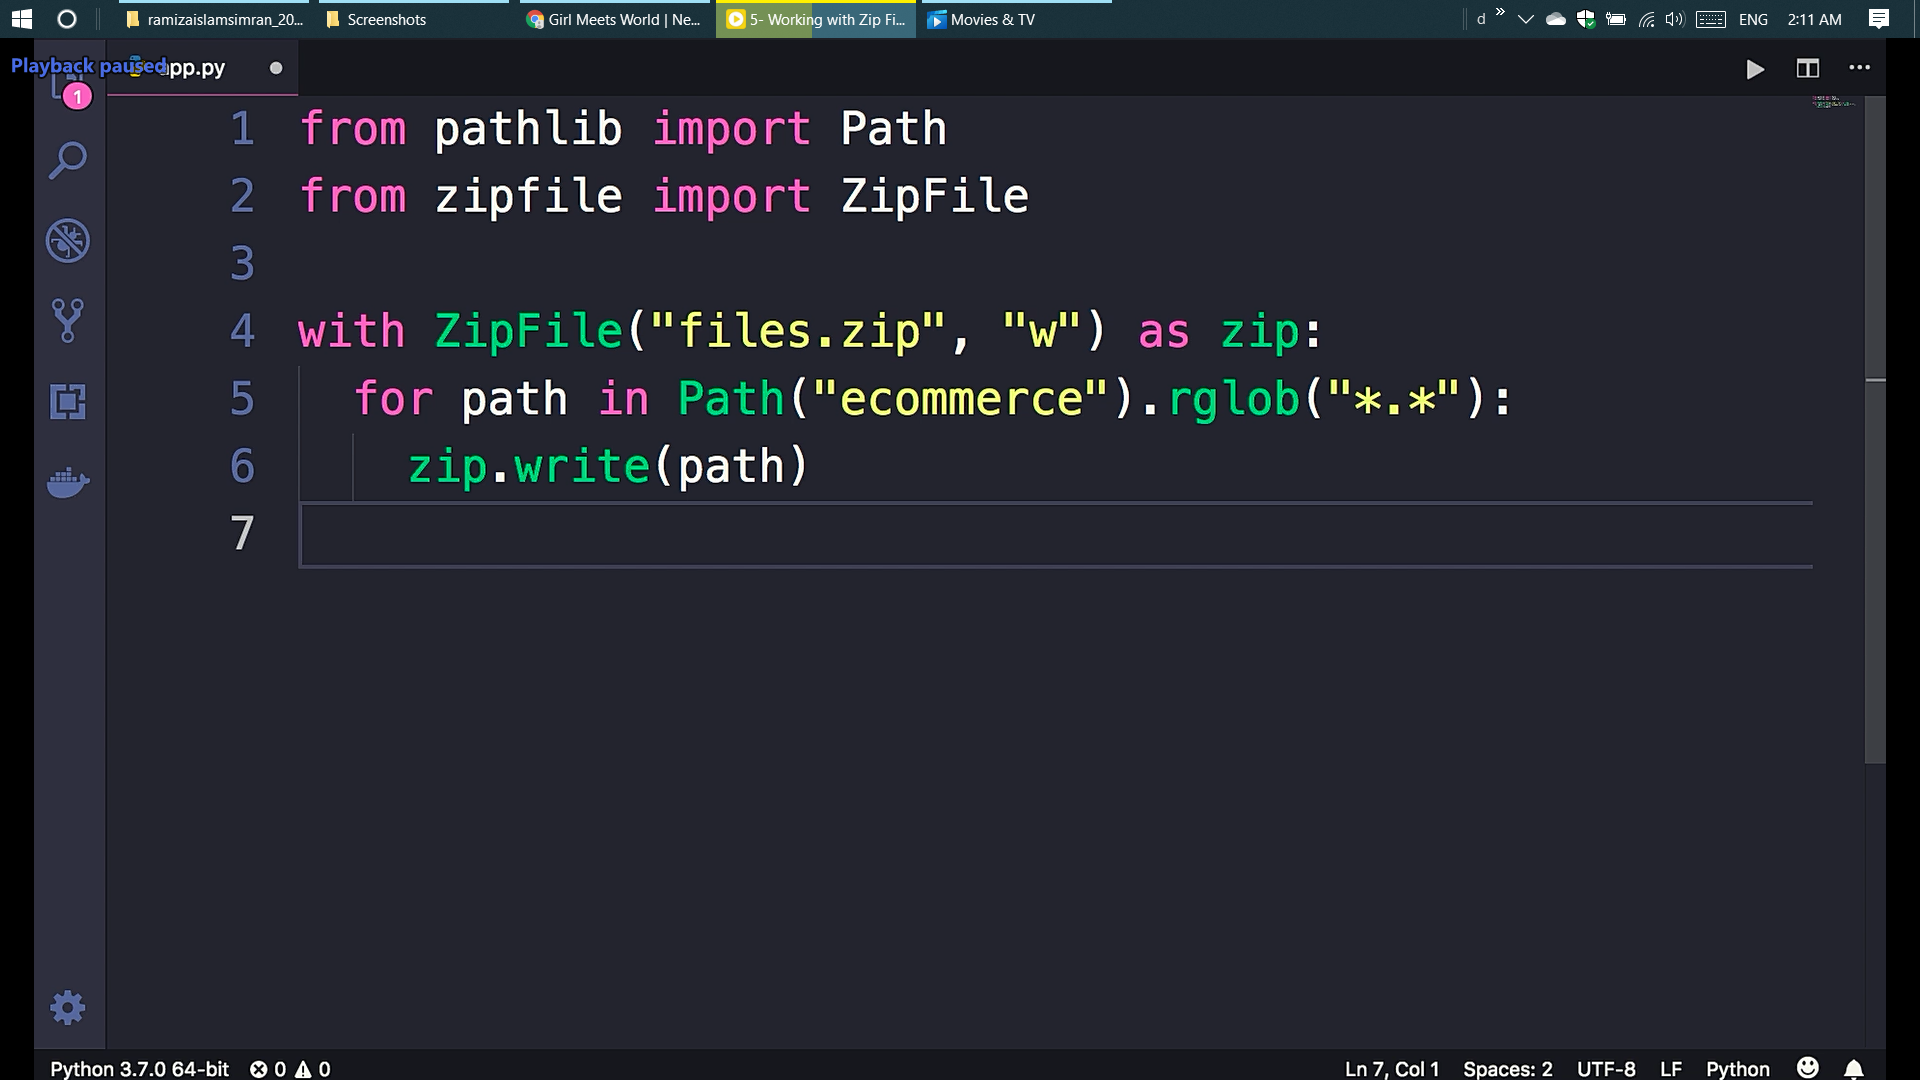 ramizaislamsimran_20... Screenshots Girl Meets World | Ne... 5- Working with Zip Fi... Movies & TV d » ENG 2:11 AM
Playback paused app.py
1
1 from pathlib import Path
2 from zipfile import ZipFile
3
4 with ZipFile("files.zip", "w") as zip:
5 for path in Path("ecommerce").rglob("*.*"):
6 zip.write(path)
7
Python 3.7.0 64-bit 0 0 Ln 7, Col 1 Spaces: 2 UTF-8 LF Python